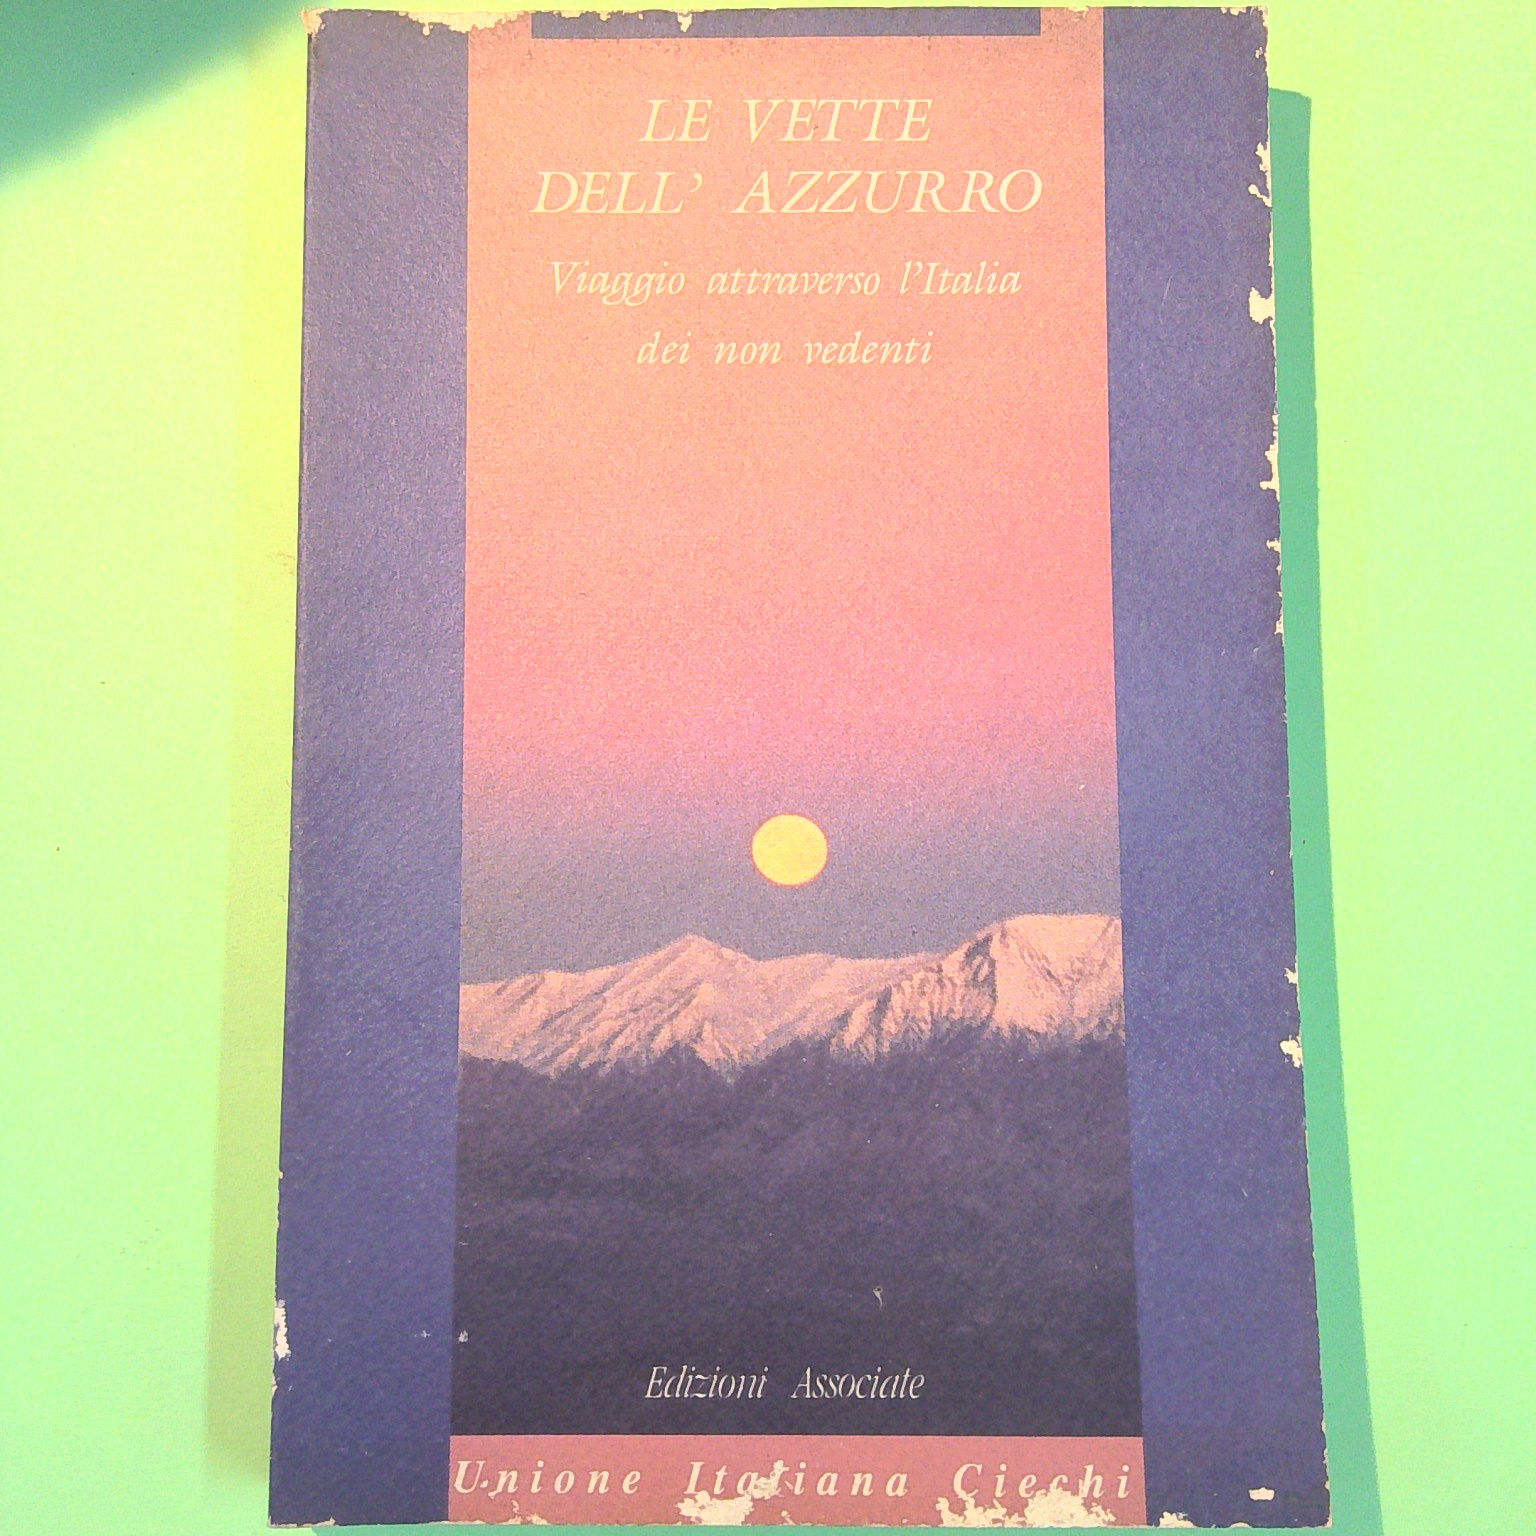 LE VETTE
DELL' AZZURRO
Viaggio attraverso l'Italia
dei non vedenti
Edizioni Associate
Unione Italiana Ciechi